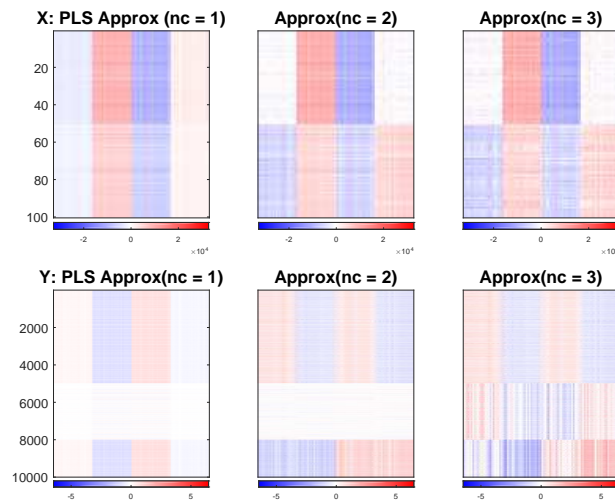 X: PLS Approx (nc = 1)
Approx(nc = 2)
Approx(nc = 3)
20
40
60
80
100
-2 0 2
×10⁴
-2 0 2
×10⁴
-2 0 2
×10⁴
Y: PLS Approx(nc = 1)
Approx(nc = 2)
Approx(nc = 3)
2000
4000
6000
8000
10000
-5 0 5
-5 0 5
-5 0 5